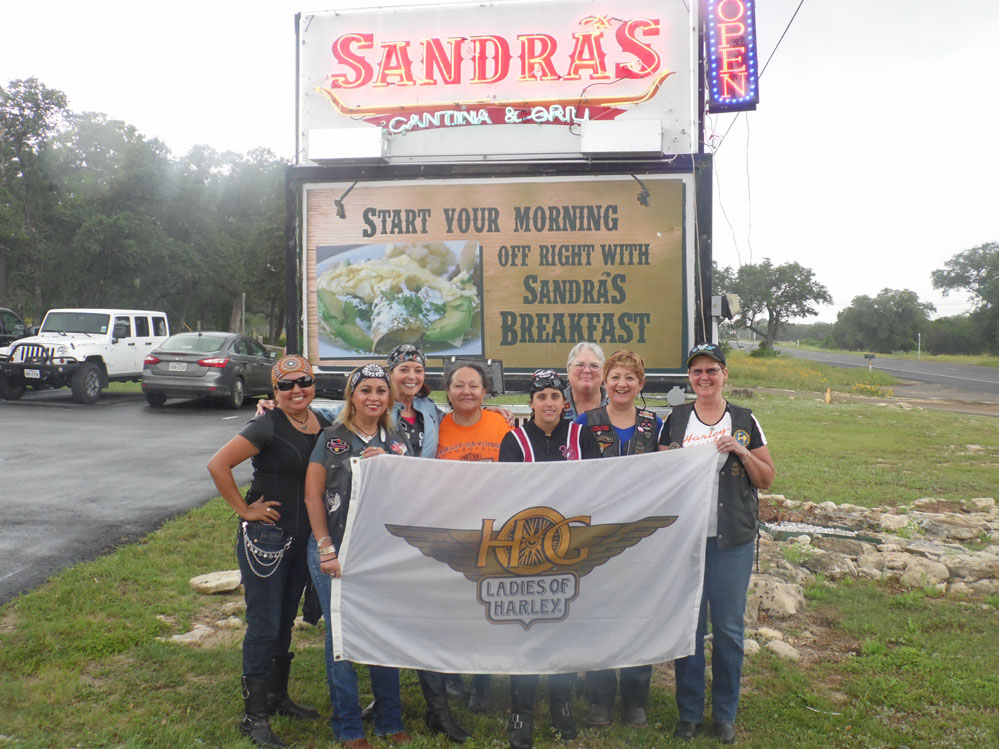 SANDRA'S
CANTINA & GRILL
OPEN
START YOUR MORNING
OFF RIGHT WITH
SANDRA'S
BREAKFAST
HOG
LADIES OF
HARLEY